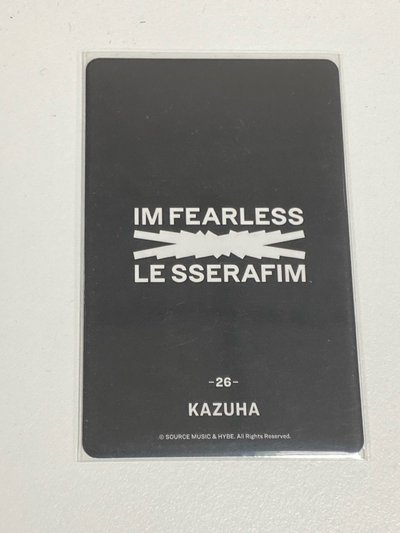 IM FEARLESS
LE SSERAFIM
-26-
KAZUHA
© SOURCE MUSIC & HYBE. All Rights Reserved.